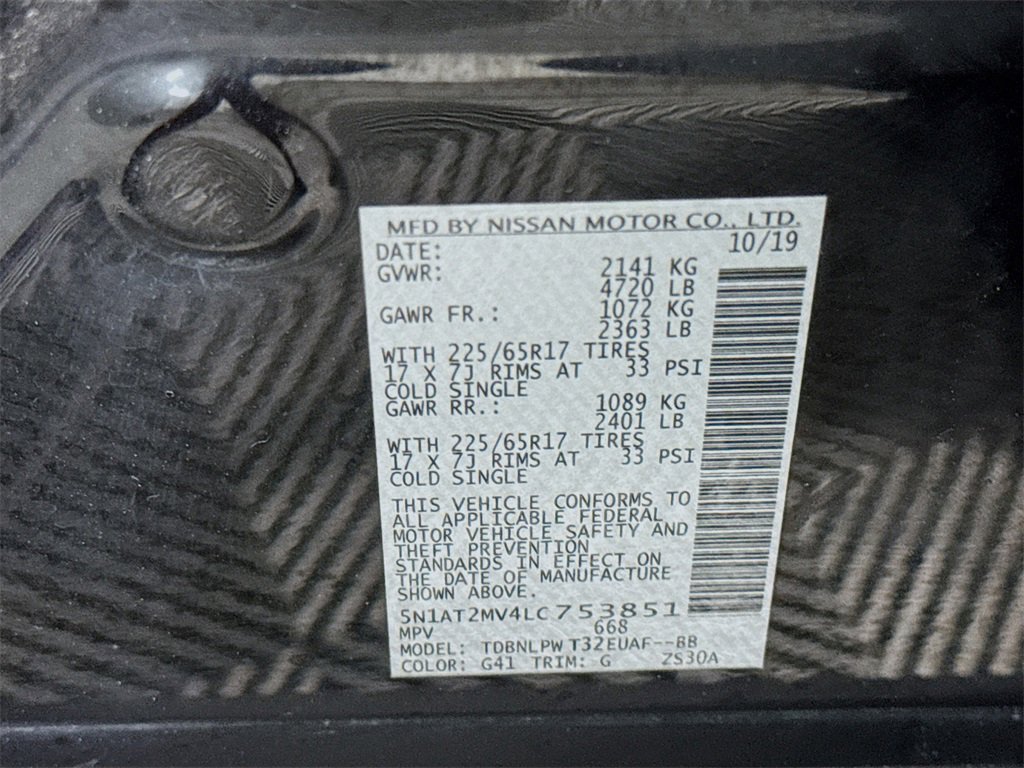 MFD BY NISSAN MOTOR CO., LTD.
DATE: 10/19
GVWR: 2141 KG
4720 LB
GAWR FR.: 1072 KG
2363 LB
WITH 225/65R17 TIRES
17 X 7J RIMS AT 33 PSI
COLD SINGLE
GAWR RR.: 1089 KG
2401 LB
WITH 225/65R17 TIRES
17 X 7J RIMS AT 33 PSI
COLD SINGLE
THIS VEHICLE CONFORMS TO
ALL APPLICABLE FEDERAL
MOTOR VEHICLE SAFETY AND
THEFT PREVENTION
STANDARDS IN EFFECT ON
THE DATE OF MANUFACTURE
SHOWN ABOVE.
5N1AT2MV4LC753851
MPV 668
MODEL: TDBNLPW T32EUAF--BB
COLOR: G41 TRIM: G ZS30A